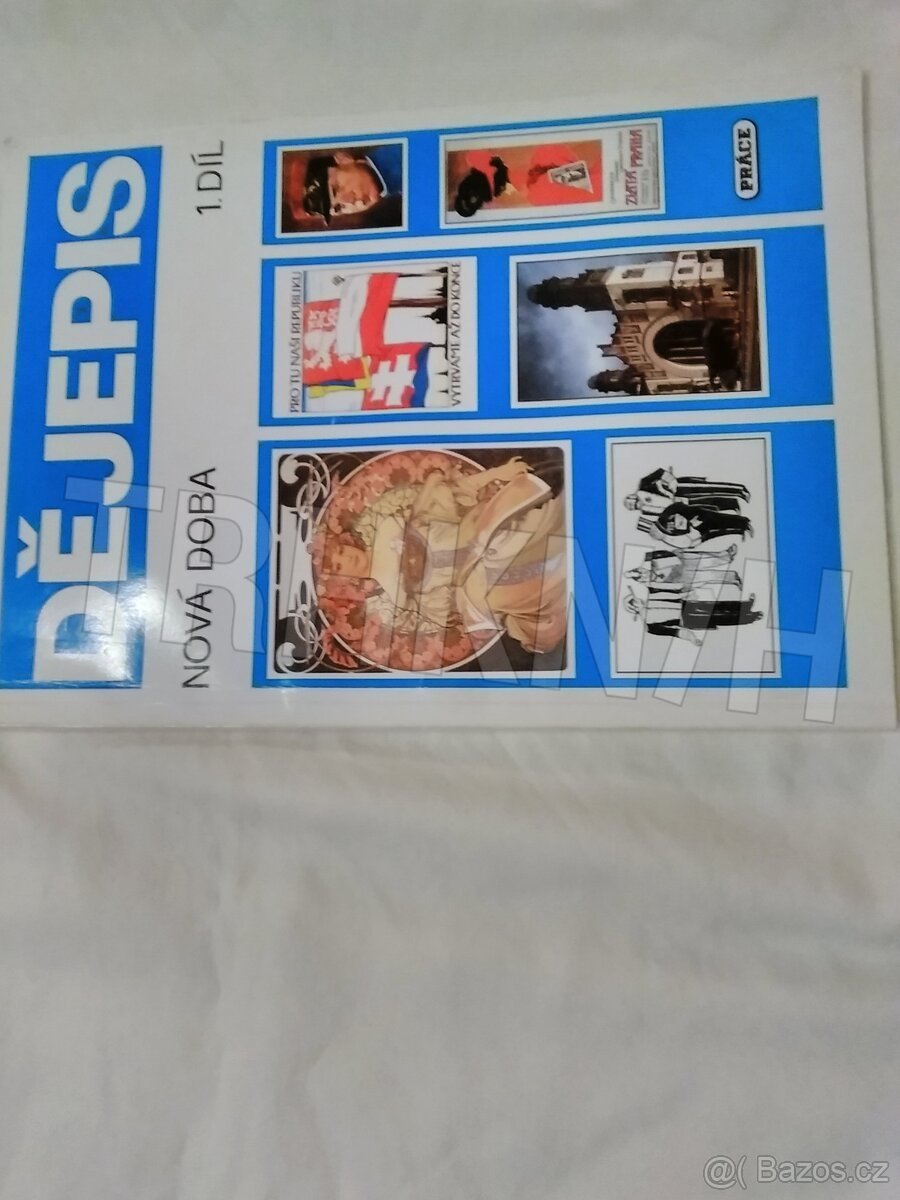 DĚJEPIS
NOVÁ DOBA 1. DÍL
PRO TU NAŠI REPUBLIKU
VYTRVÁME AŽ DO KONCE
ZLATÁ PRAHA
PRÁCE
@( Bazos.cz